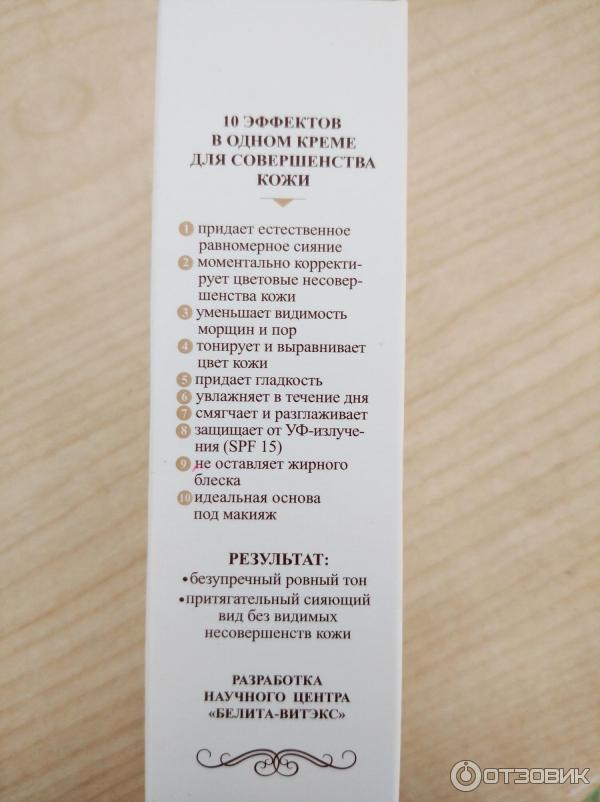 10 ЭФФЕКТОВ
В ОДНОМ КРЕМЕ
ДЛЯ СОВЕРШЕНСТВА
КОЖИ
1 придает естественное
равномерное сияние
2 моментально корректи-
рует цветовые несовер-
шенства кожи
3 уменьшает видимость
морщин и пор
4 тонирует и выравнивает
цвет кожи
5 придает гладкость
6 увлажняет в течение дня
7 смягчает и разглаживает
8 защищает от УФ-излуче-
ния (SPF 15)
9 не оставляет жирного
блеска
10 идеальная основа
под макияж
РЕЗУЛЬТАТ:
•безупречный ровный тон
•притягательный сияющий
вид без видимых
несовершенств кожи
РАЗРАБОТКА
НАУЧНОГО ЦЕНТРА
«БЕЛИТА-ВИТЭКС»
ОТЗОВИК